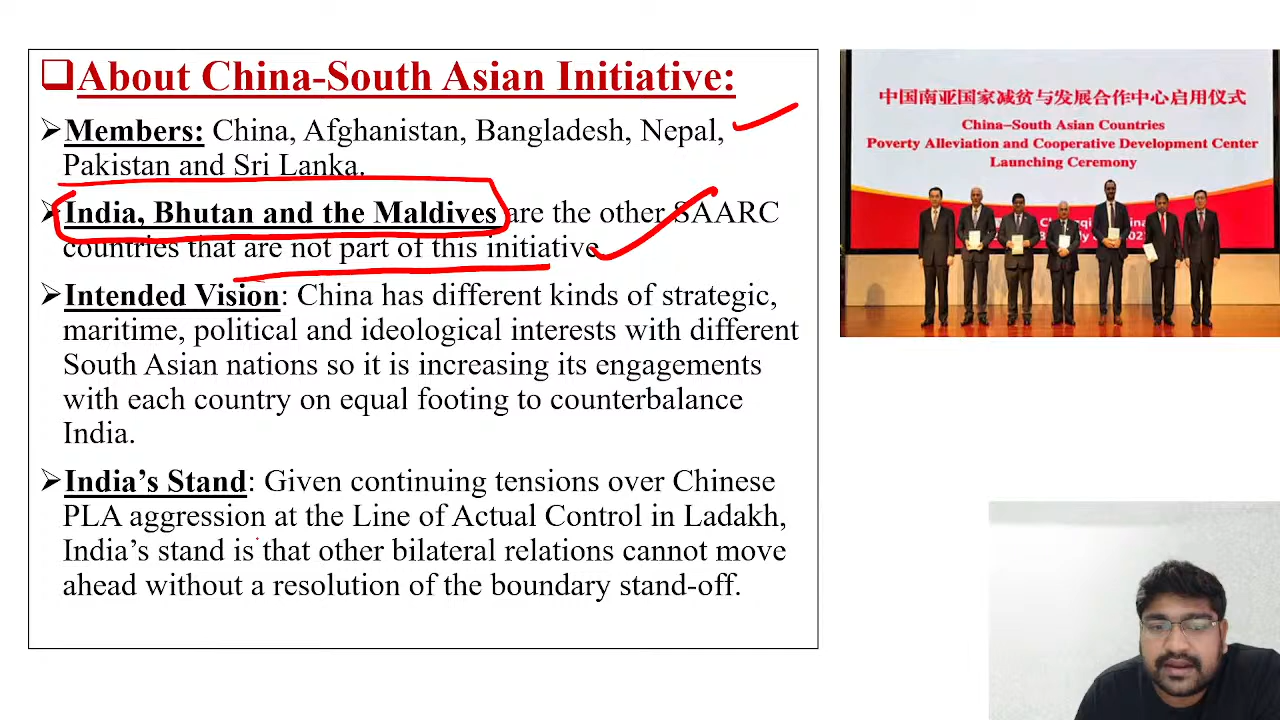 ❑About China-South Asian Initiative:
➢Members: China, Afghanistan, Bangladesh, Nepal,
Pakistan and Sri Lanka.
➢India, Bhutan and the Maldives are the other SAARC
countries that are not part of this initiative.
➢Intended Vision: China has different kinds of strategic,
maritime, political and ideological interests with different
South Asian nations so it is increasing its engagements
with each country on equal footing to counterbalance
India.
➢India’s Stand: Given continuing tensions over Chinese
PLA aggression at the Line of Actual Control in Ladakh,
India’s stand is that other bilateral relations cannot move
ahead without a resolution of the boundary stand-off.
中国南亚国家减贫与发展合作中心启用仪式
China–South Asian Countries
Poverty Alleviation and Cooperative Development Center
Launching Ceremony